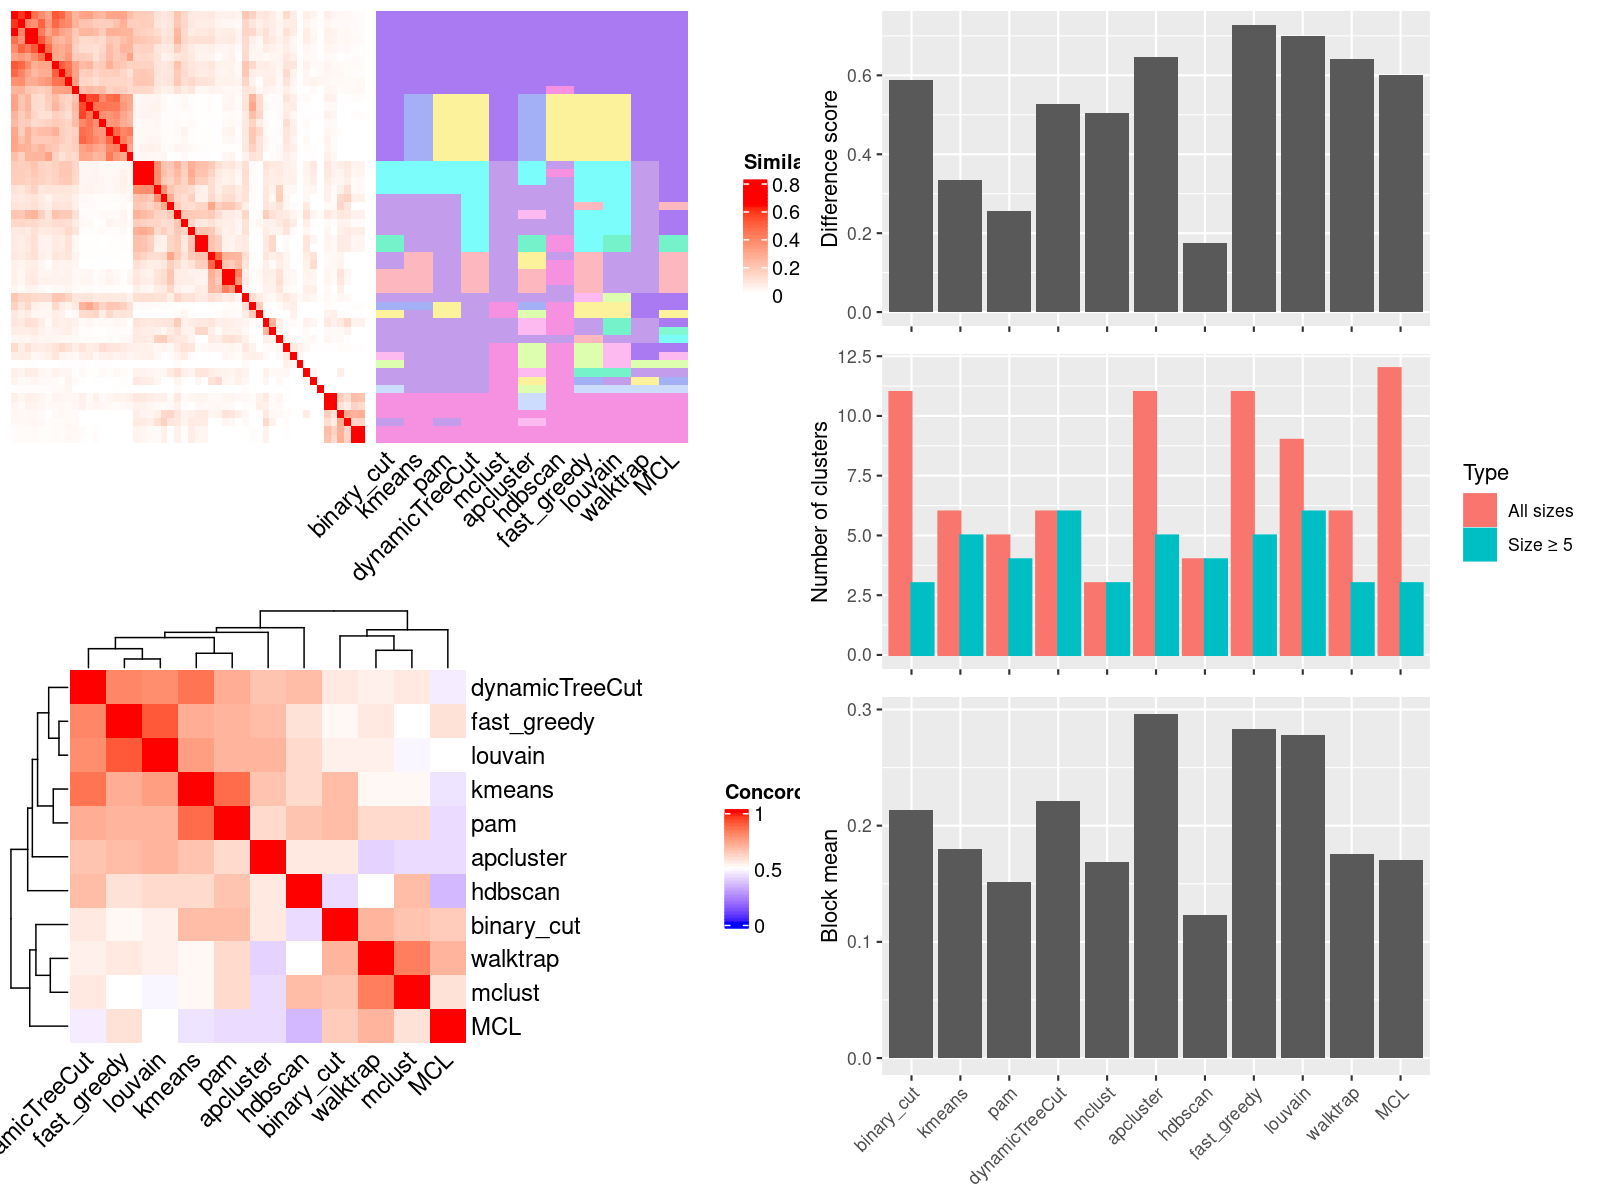 Simila
0.8
0.6
0.4
0.2
0
binary_cut
kmeans
pam
dynamicTreeCut
mclust
apcluster
hdbscan
fast_greedy
louvain
walktrap
MCL
dynamicTreeCut
fast_greedy
louvain
kmeans
pam
apcluster
hdbscan
binary_cut
walktrap
mclust
MCL
Concord
1
0.5
0
amicTreeCut
fast_greedy
louvain
kmeans
pam
apcluster
hdbscan
binary_cut
walktrap
mclust
MCL
Difference score
0.6
0.4
0.2
0.0
Number of clusters
12.5
10.0
7.5
5.0
2.5
0.0
Type
All sizes
Size ≥ 5
Block mean
0.3
0.2
0.1
0.0
binary_cut
kmeans
pam
dynamicTreeCut
mclust
apcluster
hdbscan
fast_greedy
louvain
walktrap
MCL